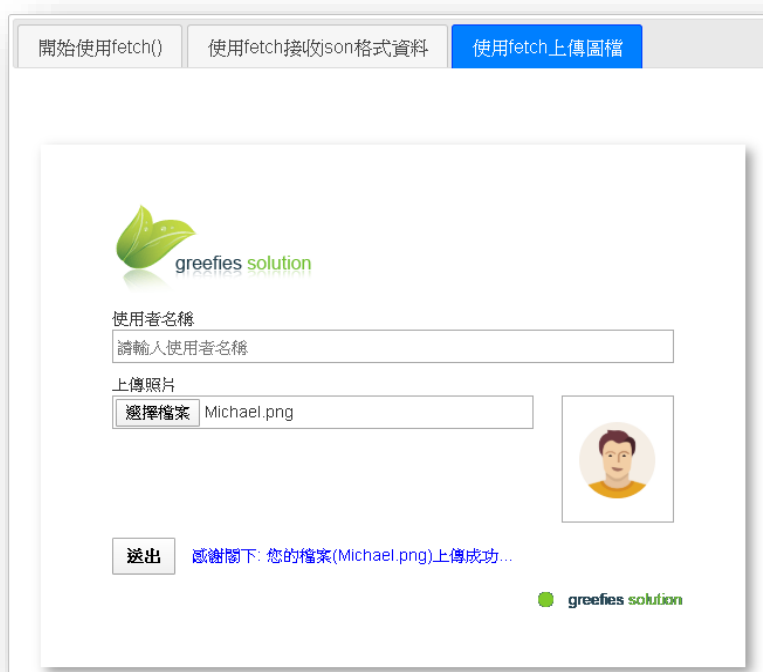 開始使用fetch() 使用fetch接收json格式資料 使用fetch上傳圖檔
greefies solution
使用者名稱
請輸入使用者名稱
上傳照片
選擇檔案 Michael.png
送出 感謝閣下: 您的檔案(Michael.png)上傳成功...
greefies solution